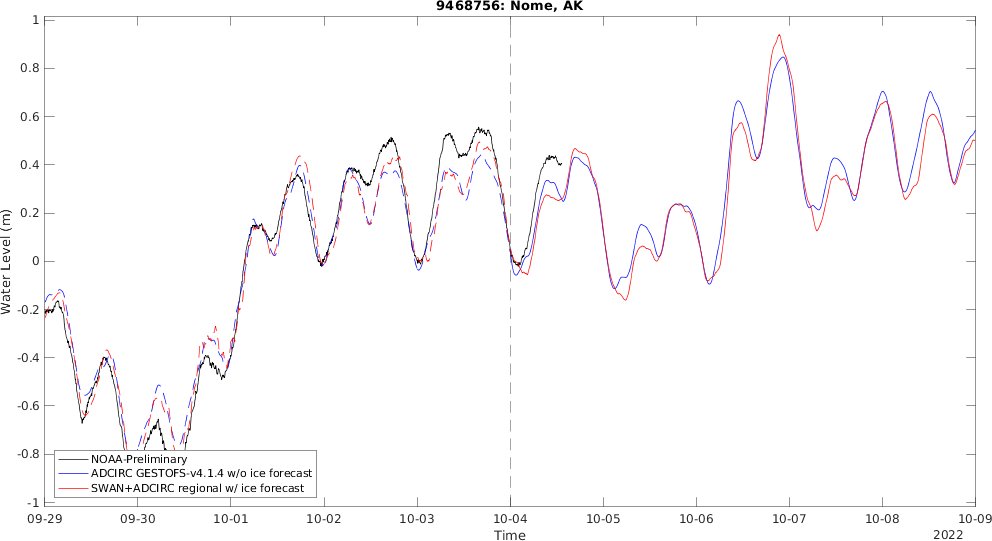 9468756: Nome, AK
1
0.8
0.6
0.4
0.2
0
-0.2
-0.4
-0.6
-0.8
-1
Water Level (m)
NOAA-Preliminary
ADCIRC GESTOFS-v4.1.4 w/o ice forecast
SWAN+ADCIRC regional w/ ice forecast
09-29 09-30 10-01 10-02 10-03 10-04 10-05 10-06 10-07 10-08 10-09
Time
2022